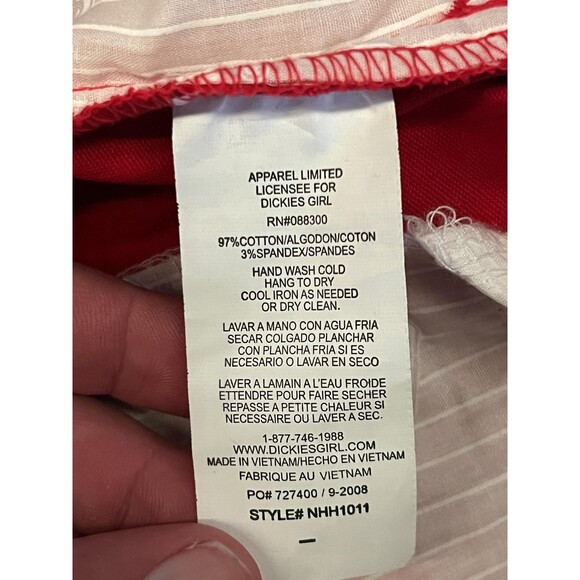 APPAREL LIMITED
LICENSEE FOR
DICKIES GIRL
RN#088300
97%COTTON/ALGODON/COTON
3%SPANDEX/SPANDES
HAND WASH COLD
HANG TO DRY
COOL IRON AS NEEDED
OR DRY CLEAN.
LAVAR A MANO CON AGUA FRIA
SECAR COLGADO PLANCHAR
CON PLANCHA FRIA SI ES
NECESARIO O LAVAR EN SECO
LAVER A LAMAIN A L'EAU FROIDE
ETTENDRE POUR FAIRE SECHER
REPASSE A PETITE CHALEUR SI
NECESSAIRE OU LAVER A SEC.
1-877-746-1988
WWW.DICKIESGIRL.COM
MADE IN VIETNAM/HECHO EN VIETNAM
FABRIQUE AU VIETNAM
PO# 727400 / 9-2008
STYLE# NHH1011
–